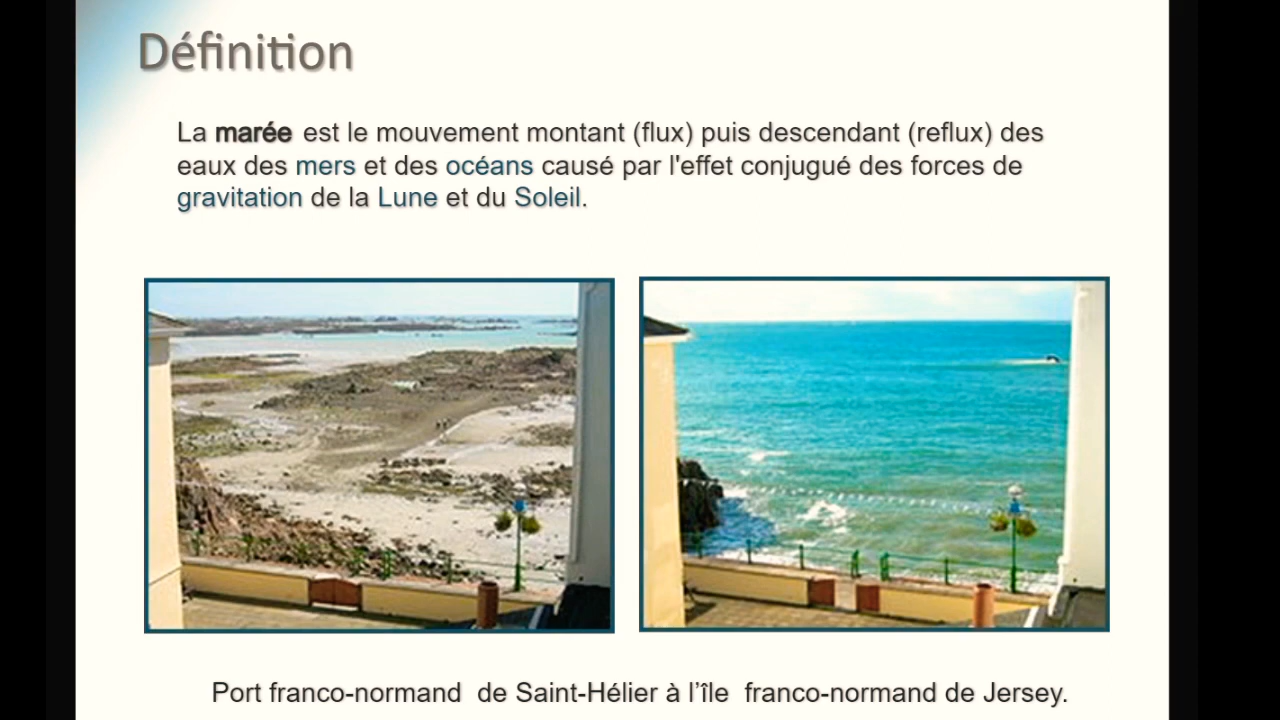 Définition
La marée est le mouvement montant (flux) puis descendant (reflux) des
eaux des mers et des océans causé par l'effet conjugué des forces de
gravitation de la Lune et du Soleil.
Port franco-normand de Saint-Hélier à l’île franco-normand de Jersey.